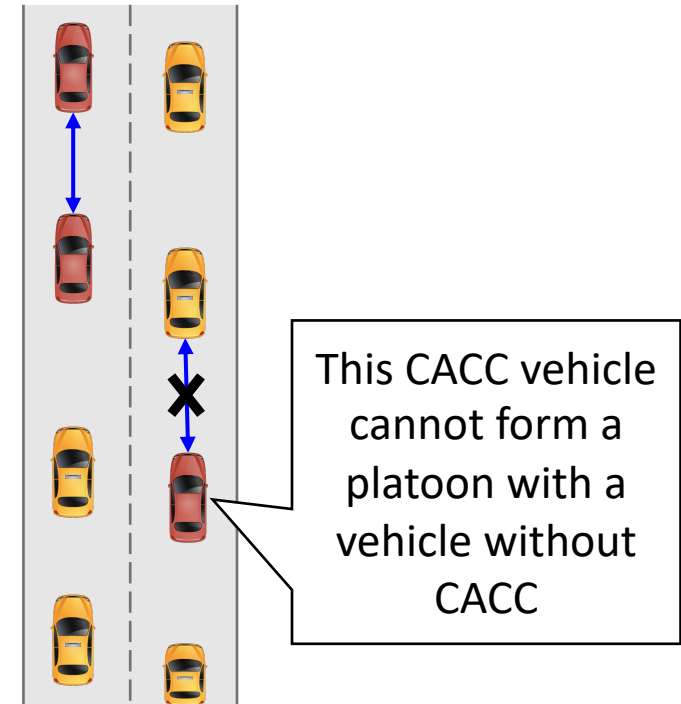 This CACC vehicle
cannot form a
platoon with a
vehicle without
CACC